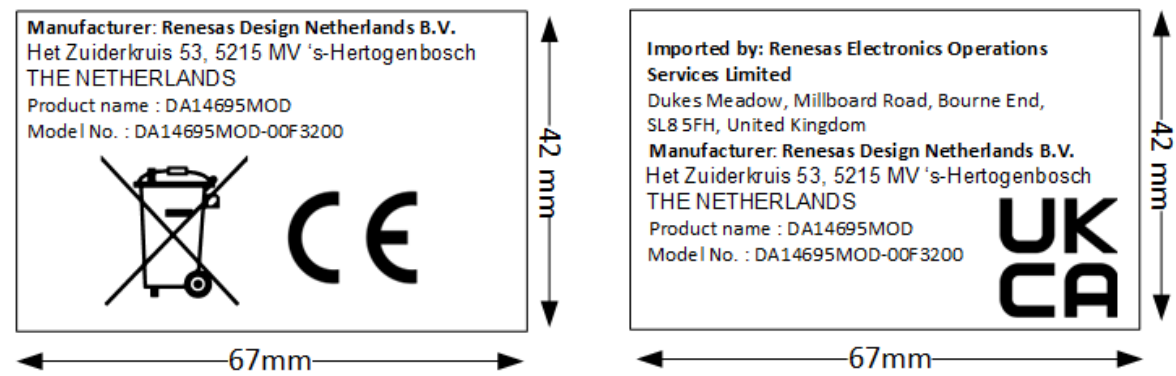 Manufacturer: Renesas Design Netherlands B.V.
Het Zuiderkruis 53, 5215 MV ‘s-Hertogenbosch
THE NETHERLANDS
Product name : DA14695MOD
Model No. : DA14695MOD-00F3200
CE
42 mm
67mm
Imported by: Renesas Electronics Operations
Services Limited
Dukes Meadow, Millboard Road, Bourne End,
SL8 5FH, United Kingdom
Manufacturer: Renesas Design Netherlands B.V.
Het Zuiderkruis 53, 5215 MV ‘s-Hertogenbosch
THE NETHERLANDS
Product name : DA14695MOD
Model No. : DA14695MOD-00F3200
UK
CA
42 mm
67mm